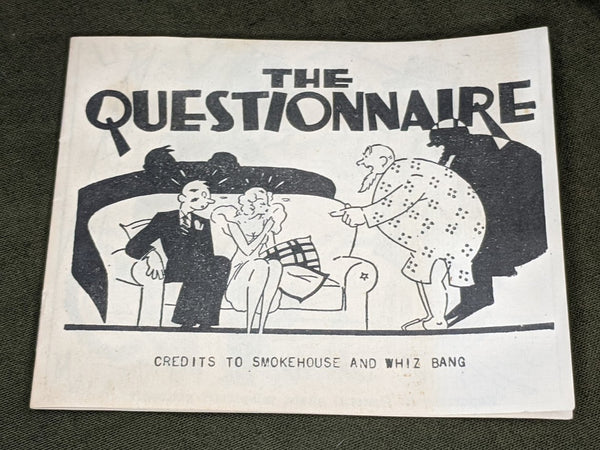 THE
QUESTIONNAIRE
CREDITS TO SMOKEHOUSE AND WHIZ BANG